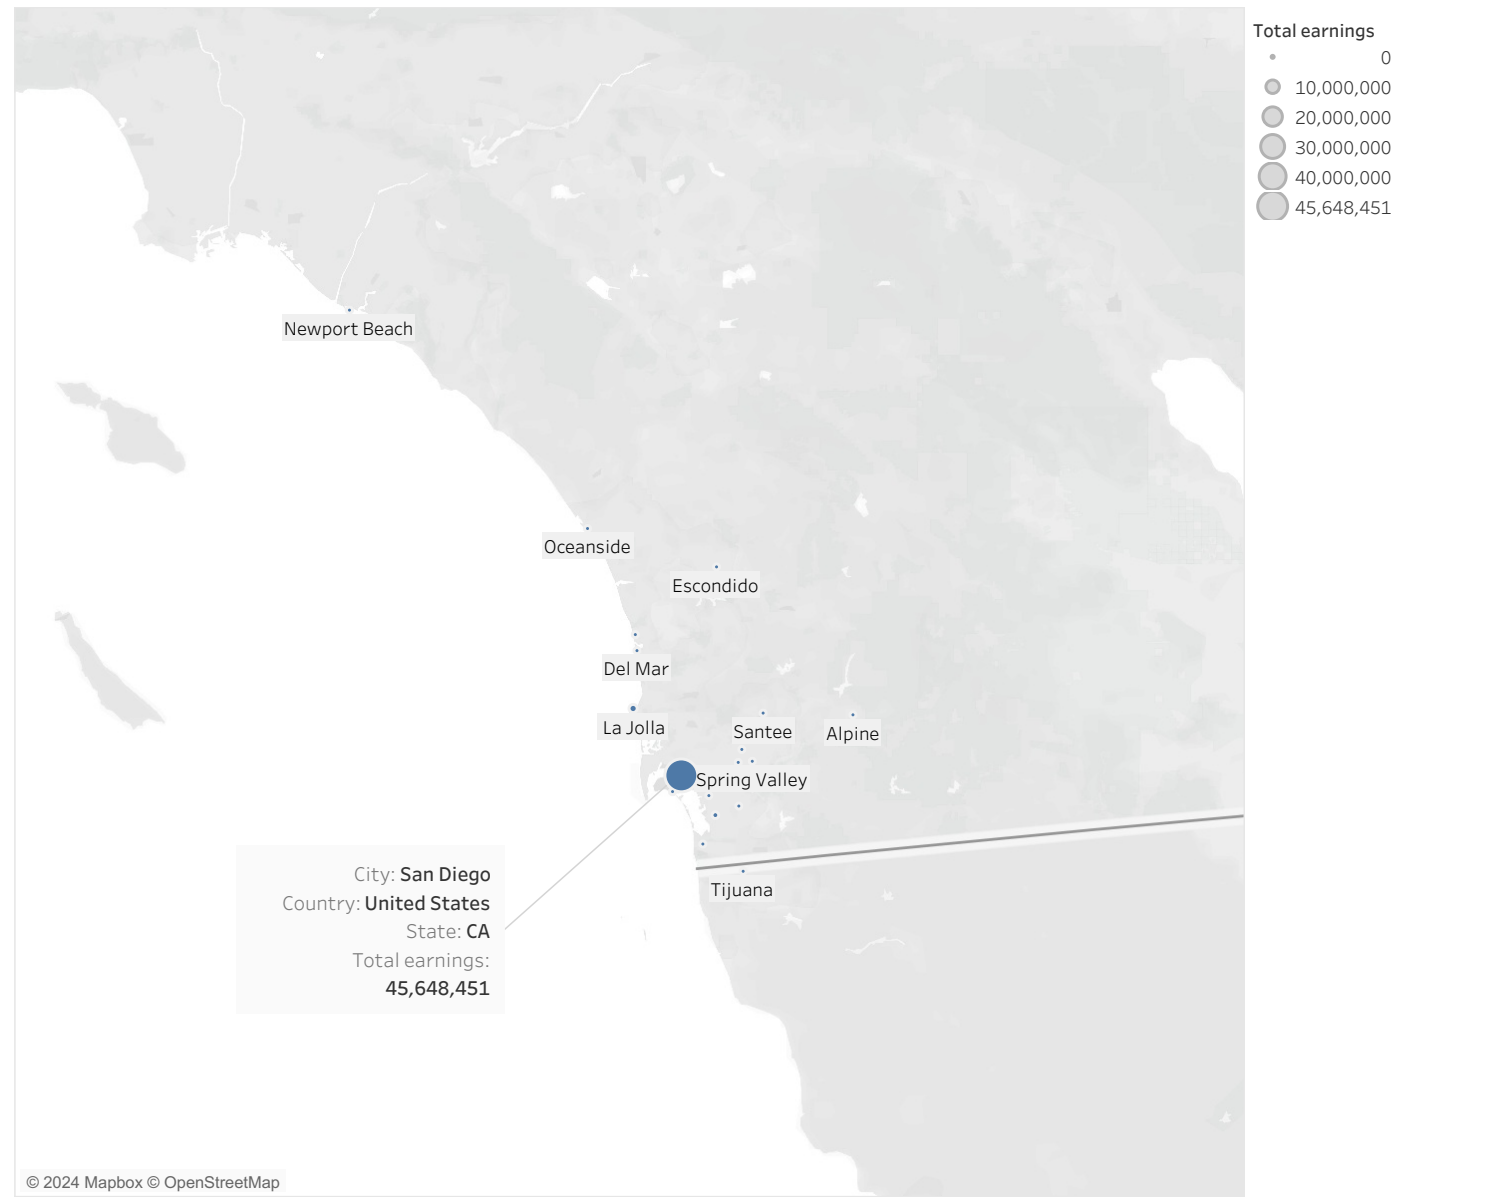 Total earnings
0
10,000,000
20,000,000
30,000,000
40,000,000
45,648,451
Newport Beach
Oceanside
Escondido
Del Mar
La Jolla
Santee
Alpine
Spring Valley
Tijuana
City: San Diego
Country: United States
State: CA
Total earnings:
45,648,451
© 2024 Mapbox © OpenStreetMap